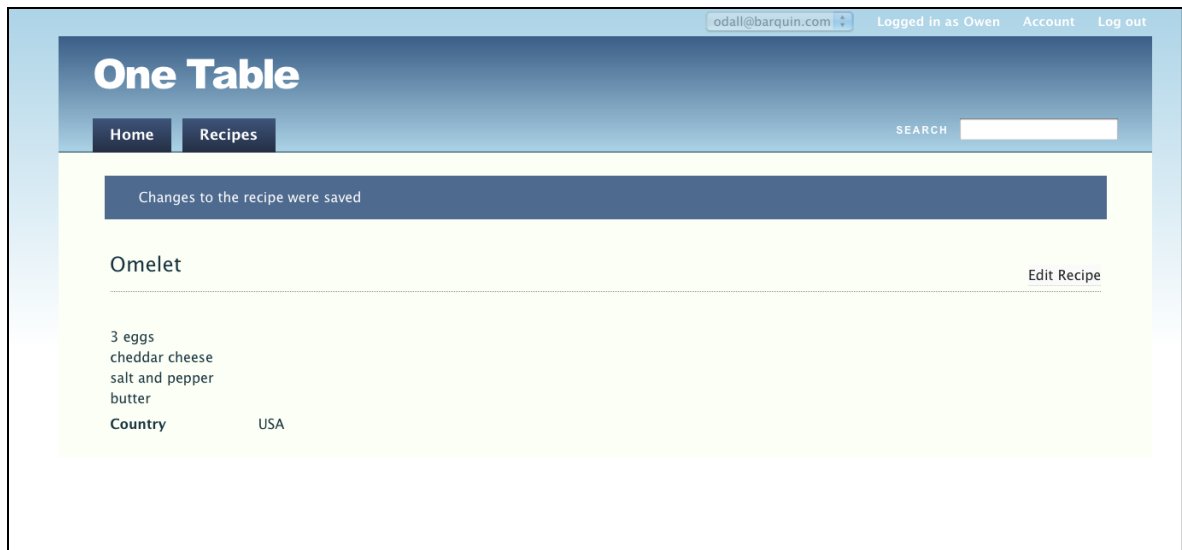 odall@barquin.com Logged in as Owen Account Log out
One Table
Home Recipes SEARCH
Changes to the recipe were saved
Omelet
Edit Recipe
3 eggs
cheddar cheese
salt and pepper
butter
Country USA